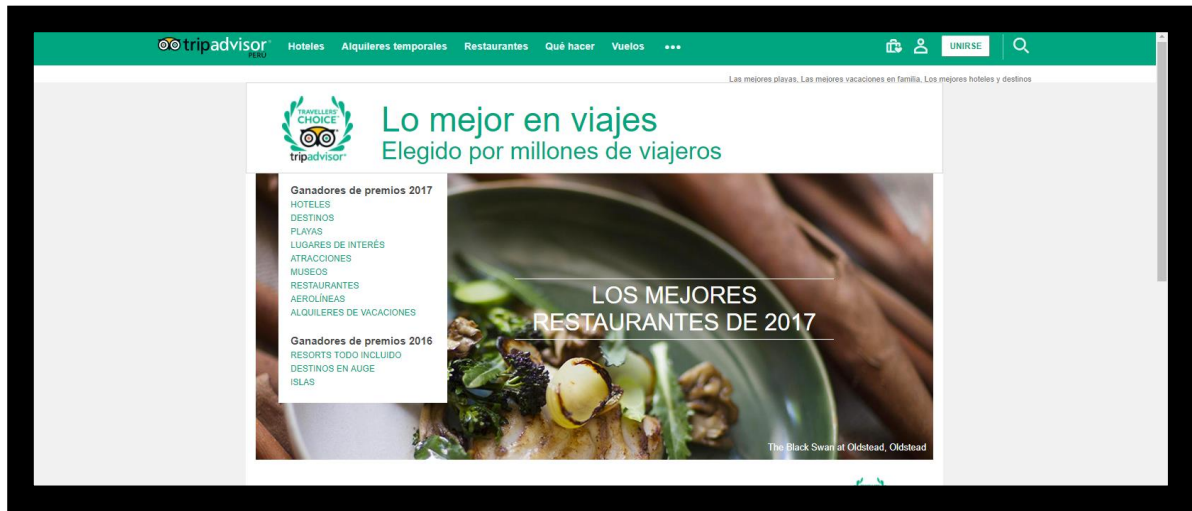 tripadvisor
PERÚ
Hoteles Alquileres temporales Restaurantes Qué hacer Vuelos ••• UNIRSE
Las mejores playas, Las mejores vacaciones en familia, Los mejores hoteles y destinos
TRAVELLERS'
CHOICE
tripadvisor
Lo mejor en viajes
Elegido por millones de viajeros
Ganadores de premios 2017
HOTELES
DESTINOS
PLAYAS
LUGARES DE INTERÉS
ATRACCIONES
MUSEOS
RESTAURANTES
AEROLÍNEAS
ALQUILERES DE VACACIONES
Ganadores de premios 2016
RESORTS TODO INCLUIDO
DESTINOS EN AUGE
ISLAS
LOS MEJORES
RESTAURANTES DE 2017
The Black Swan at Oldstead, Oldstead